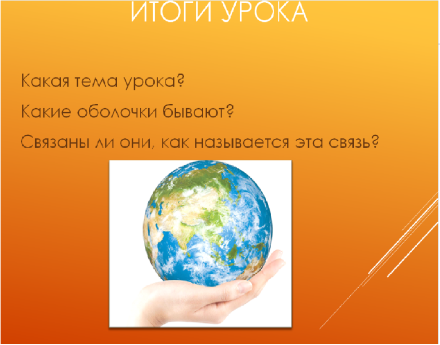 ИТОГИ УРОКА
Какая тема урока?
Какие оболочки бывают?
Связаны ли они, как называется эта связь?